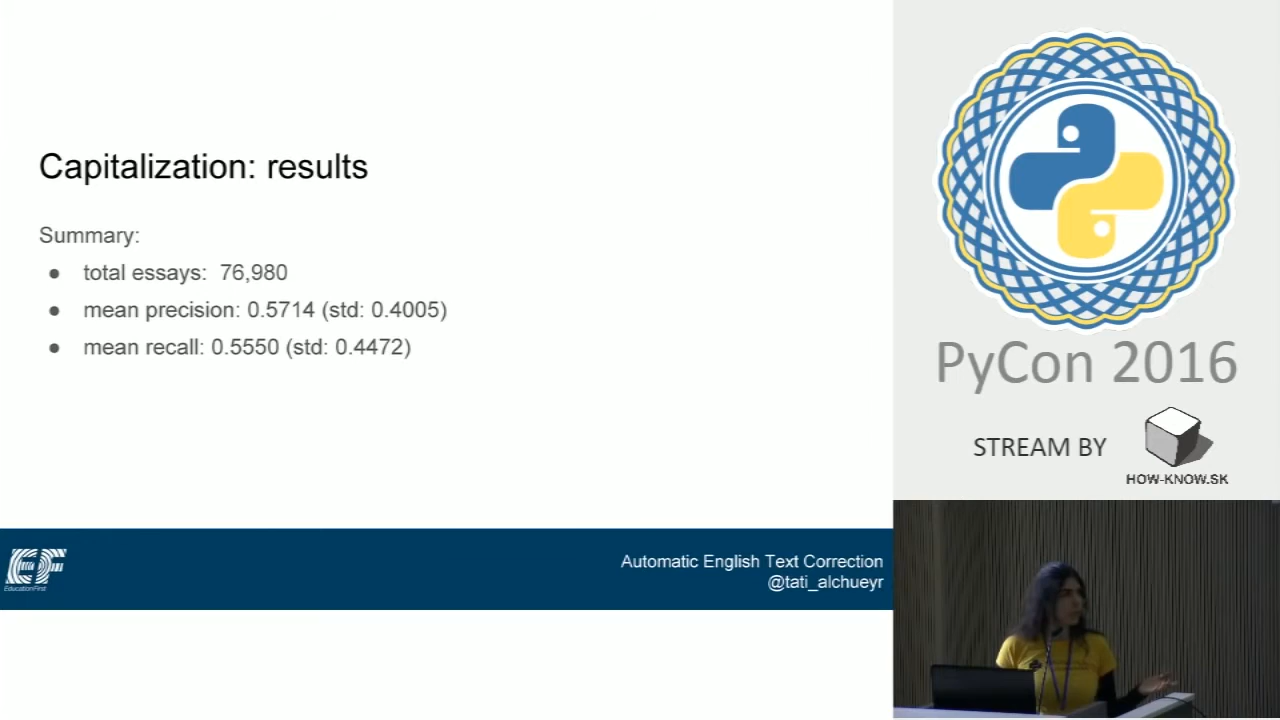 Capitalization: results
Summary:
● total essays: 76,980
● mean precision: 0.5714 (std: 0.4005)
● mean recall: 0.5550 (std: 0.4472)
EF
EducationFirst
Automatic English Text Correction
@tati_alchueyr
PyCon 2016
STREAM BY
HOW-KNOW.SK